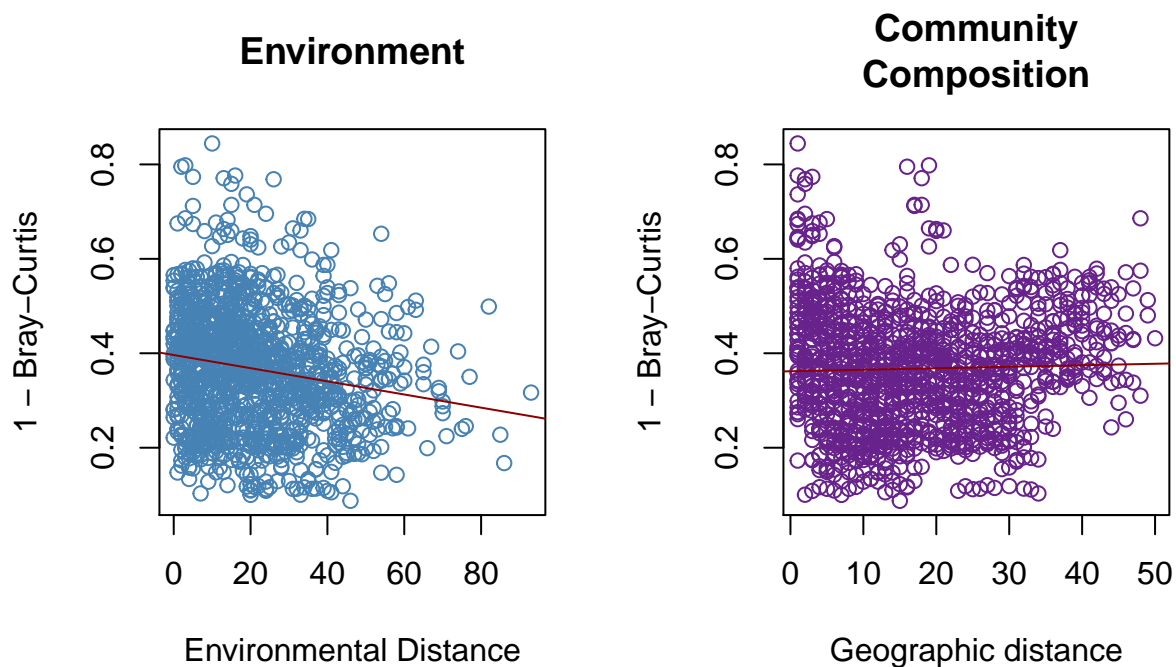 Environment
1 – Bray–Curtis
0.2 0.4 0.6 0.8
0 20 40 60 80
Environmental Distance
Community
Composition
1 – Bray–Curtis
0.2 0.4 0.6 0.8
0 10 20 30 40 50
Geographic distance